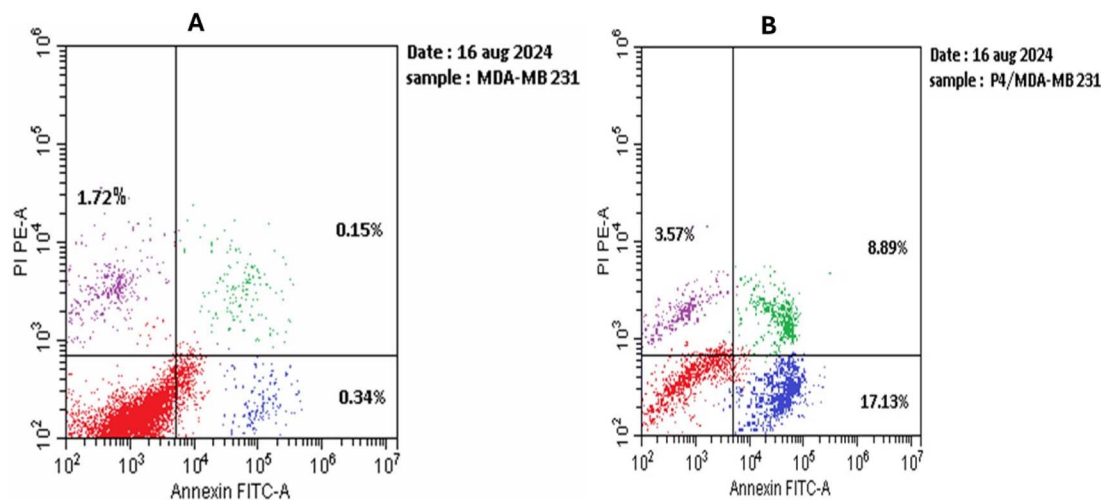 A
Date : 16 aug 2024
sample : MDA-MB 231
10^6
10^5
10^4
10^3
10^2
PI PE-A
1.72%
0.15%
0.34%
10^2 10^3 10^4 10^5 10^6 10^7
Annexin FITC-A
B
Date : 16 aug 2024
sample : P4/MDA-MB 231
10^6
10^5
10^4
10^3
10^2
PI PE-A
3.57%
8.89%
17.13%
10^2 10^3 10^4 10^5 10^6 10^7
Annexin FITC-A